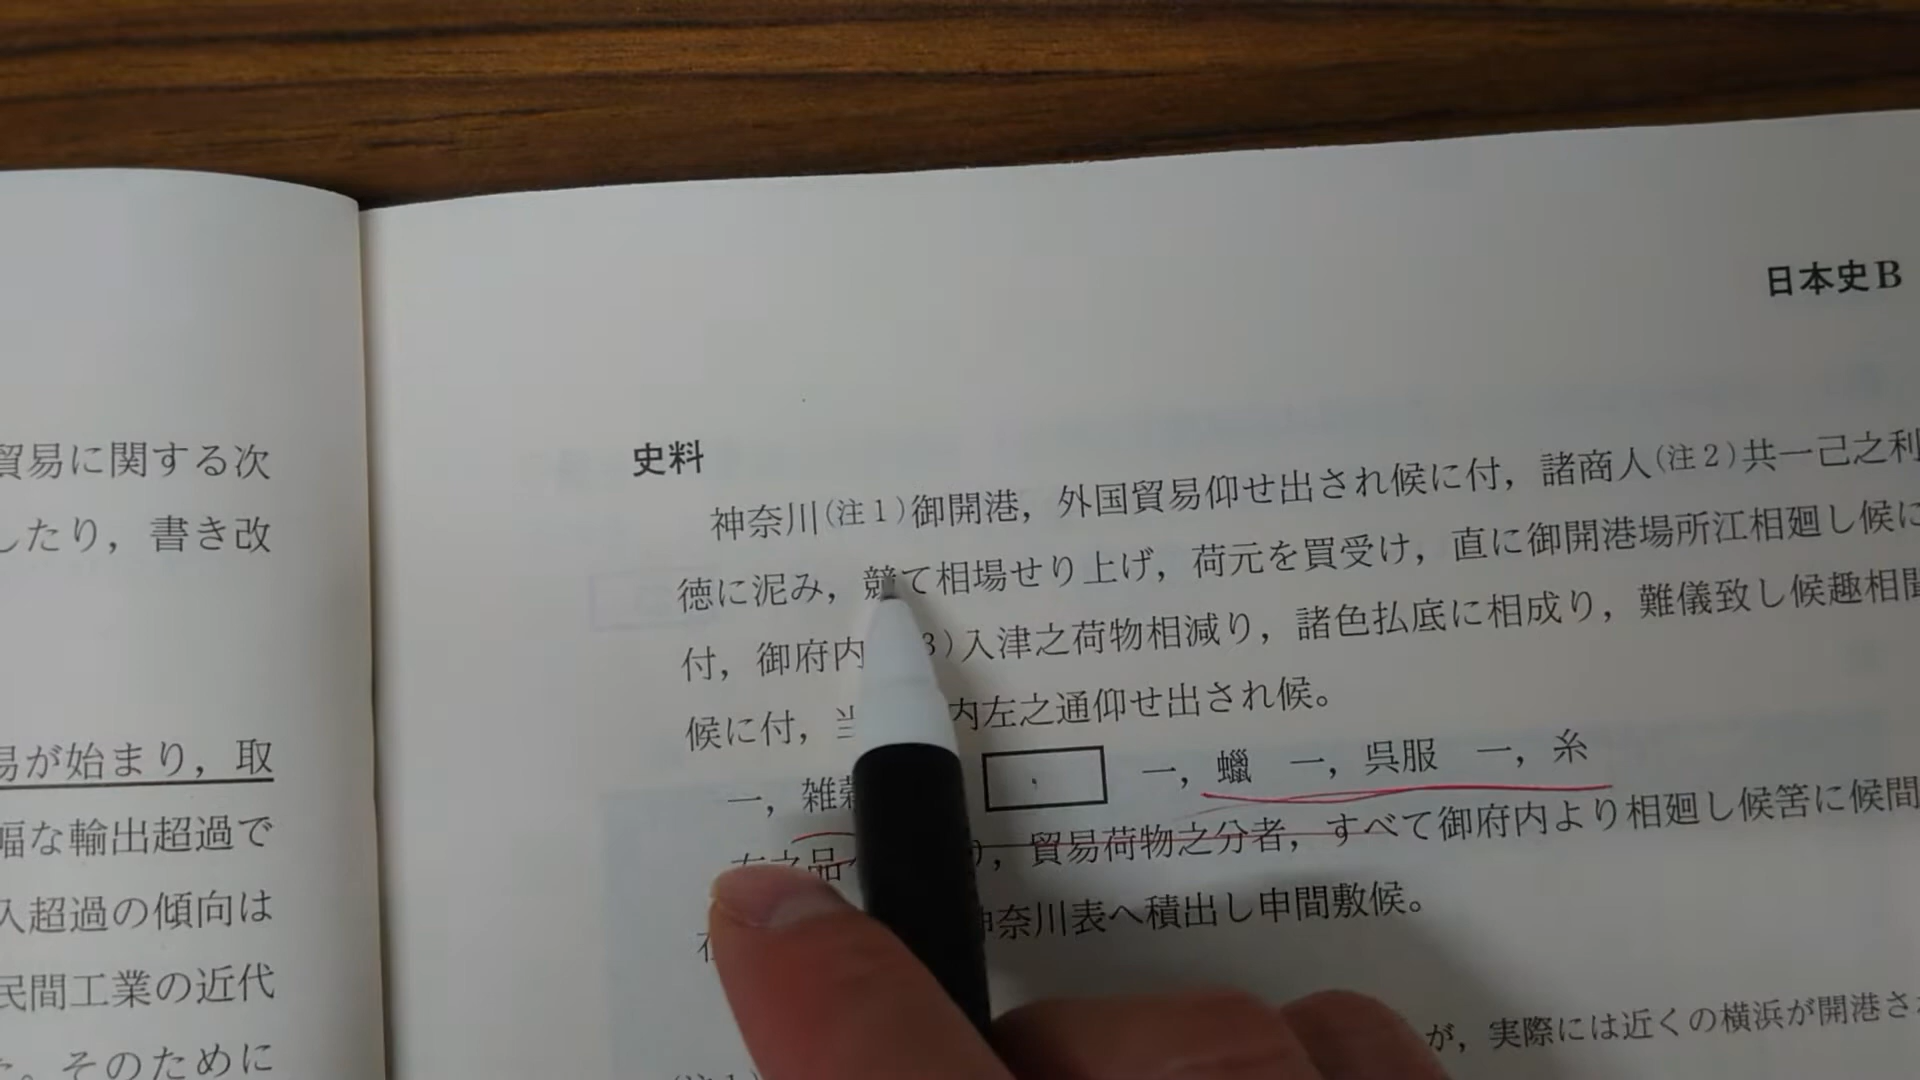 貿易に関する次
したり，書き改
易が始まり，取
幅な輸出超過で
入超過の傾向は
民間工業の近代
そのために
日本史B
史料
神奈川(注1)御開港，外国貿易仰せ出され候に付，諸商人(注2)共一己之利
徳に泥み，競て相場せり上げ，荷元を買受け，直に御開港場所江相廻し候に
付，御府内 3)入津之荷物相減り，諸色払底に相成り，難儀致し候趣相聞
候に付，当 内左之通仰せ出され候。
一，雑穀 一，蠟 一，呉服 一，糸
右之品 ，貿易荷物之分者，すべて御府内より相廻し候筈に候間
神奈川表へ積出し申間敷候。
が，実際には近くの横浜が開港さ
(注1)